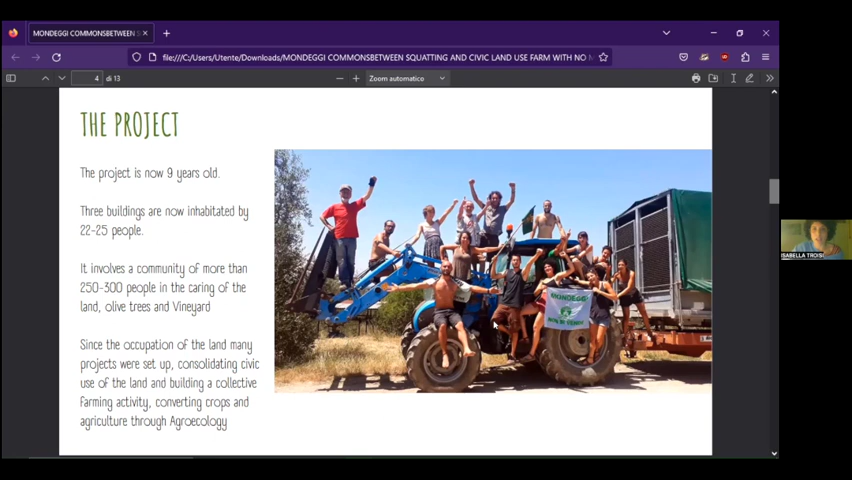 MONDEGGI COMMONSBETWEEN S
file:///C:/Users/Utente/Downloads/MONDEGGI COMMONSBETWEEN SQUATTING AND CIVIC LAND USE FARM WITH NO
4 di 13
Zoom automatico
THE PROJECT
The project is now 9 years old.
Three buildings are now inhabitated by
22-25 people.
It involves a community of more than
250-300 people in the caring of the
land, olive trees and Vineyard
Since the occupation of the land many
projects were set up, consolidating civic
use of the land and building a collective
farming activity, converting crops and
agriculture through Agroecology
MONDEGGI
NON SI VENDE
ISABELLA TROISI